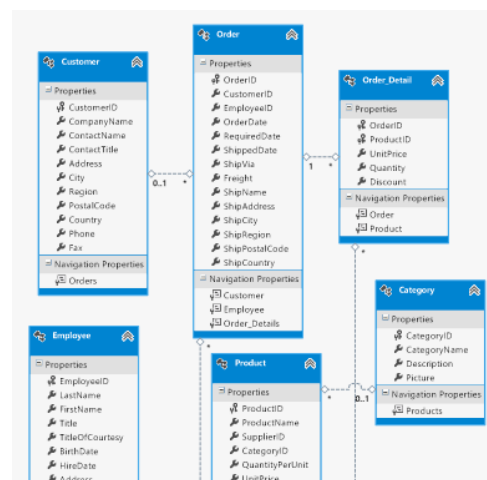 Customer
Properties
CustomerID
CompanyName
ContactName
ContactTitle
Address
City
Region
PostalCode
Country
Phone
Fax
Navigation Properties
Orders
0..1
*
Order
Properties
OrderID
CustomerID
EmployeeID
OrderDate
RequiredDate
ShippedDate
ShipVia
Freight
ShipName
ShipAddress
ShipCity
ShipRegion
ShipPostalCode
ShipCountry
Navigation Properties
Customer
Employee
Order_Details
*
1
*
Order_Detail
Properties
OrderID
ProductID
UnitPrice
Quantity
Discount
Navigation Properties
Order
Product
*
Employee
Properties
EmployeeID
LastName
FirstName
Title
TitleOfCourtesy
BirthDate
HireDate
Address
Product
Properties
ProductID
ProductName
SupplierID
CategoryID
QuantityPerUnit
UnitPrice
*
0..1
Category
Properties
CategoryID
CategoryName
Description
Picture
Navigation Properties
Products